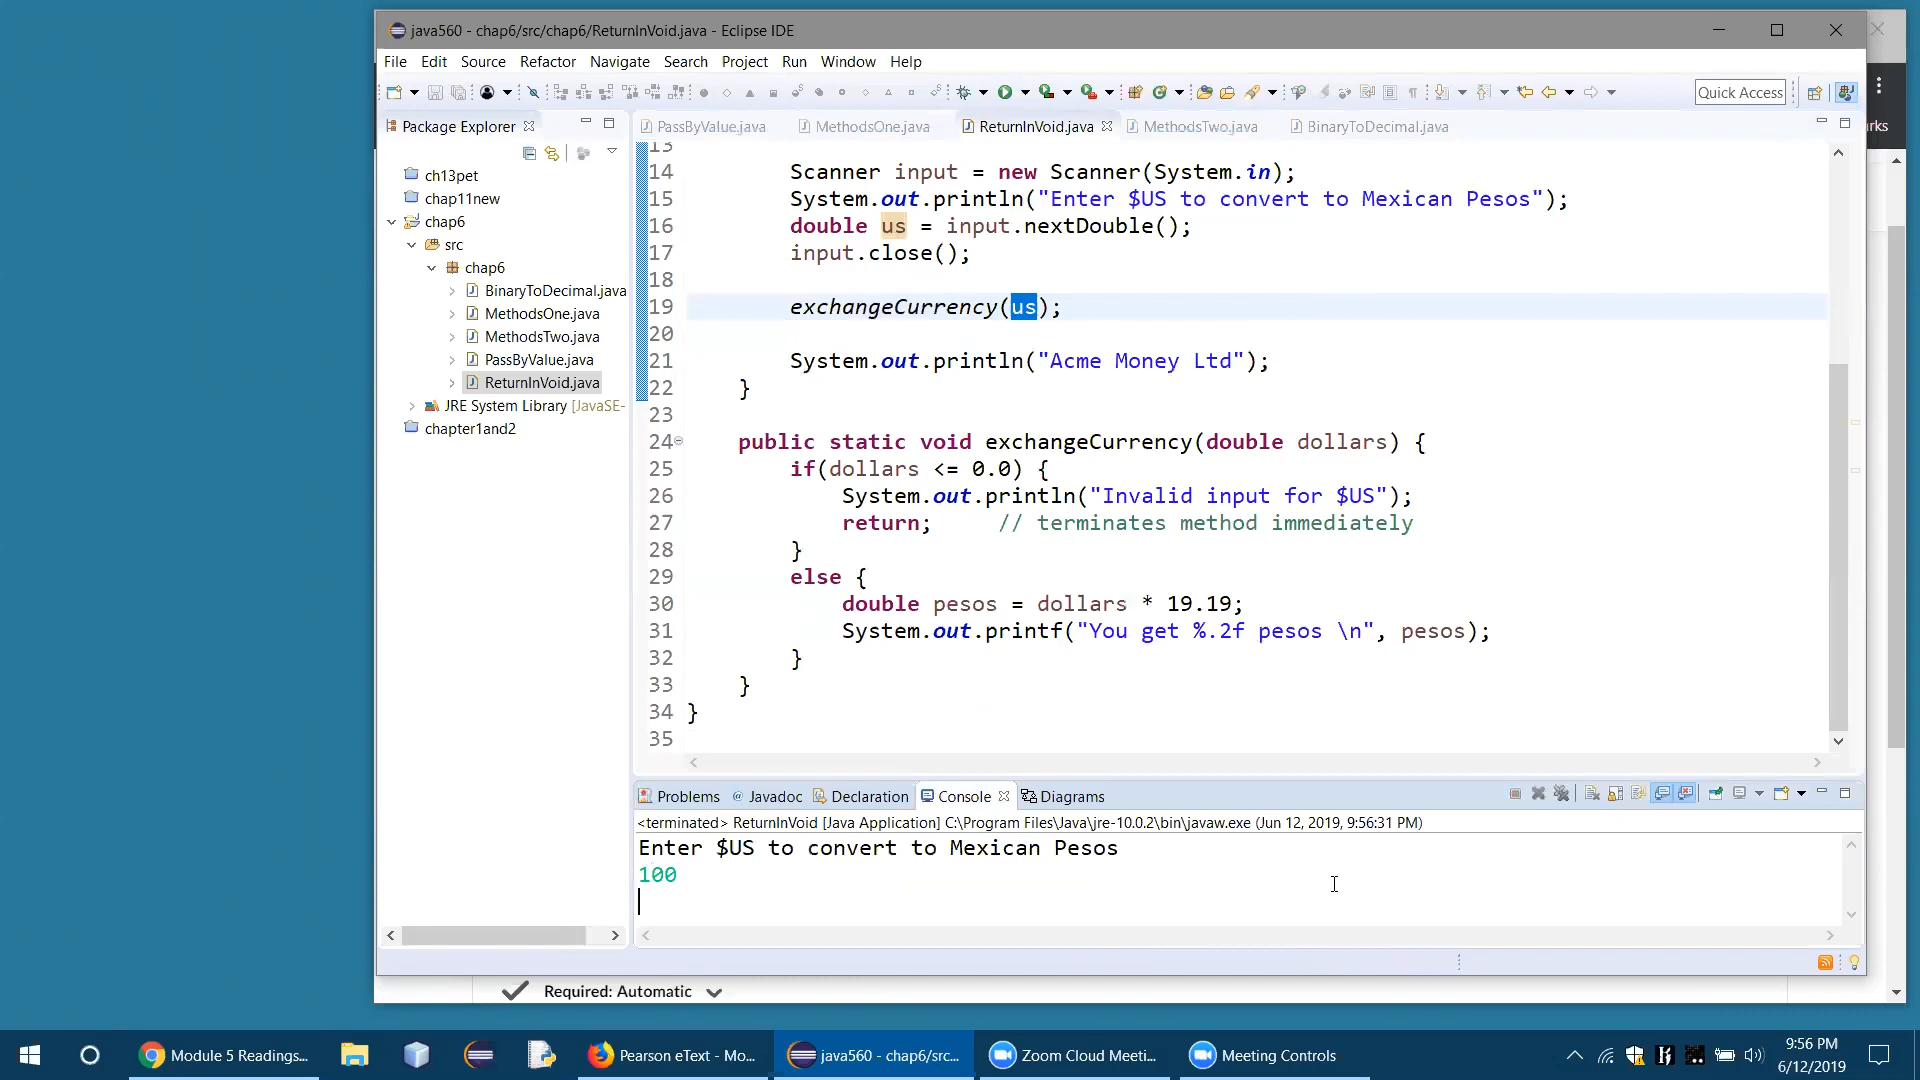 java560 - chap6/src/chap6/ReturnInVoid.java - Eclipse IDE
File Edit Source Refactor Navigate Search Project Run Window Help
Quick Access
Package Explorer
PassByValue.java MethodsOne.java ReturnInVoid.java MethodsTwo.java BinaryToDecimal.java
rks
ch13pet
chap11new
chap6
src
chap6
BinaryToDecimal.java
MethodsOne.java
MethodsTwo.java
PassByValue.java
ReturnInVoid.java
JRE System Library [JavaSE-
chapter1and2
13
14 Scanner input = new Scanner(System.in);
15 System.out.println("Enter $US to convert to Mexican Pesos");
16 double us = input.nextDouble();
17 input.close();
18
19 exchangeCurrency(us);
20
21 System.out.println("Acme Money Ltd");
22 }
23
24 public static void exchangeCurrency(double dollars) {
25 if(dollars <= 0.0) {
26 System.out.println("Invalid input for $US");
27 return; // terminates method immediately
28 }
29 else {
30 double pesos = dollars * 19.19;
31 System.out.printf("You get %.2f pesos \n", pesos);
32 }
33 }
34 }
35
Problems @ Javadoc Declaration Console Diagrams
<terminated> ReturnInVoid [Java Application] C:\Program Files\Java\jre-10.0.2\bin\javaw.exe (Jun 12, 2019, 9:56:31 PM)
Enter $US to convert to Mexican Pesos
100
Required: Automatic
Module 5 Readings... Pearson eText - Mo... java560 - chap6/src... Zoom Cloud Meeti... Meeting Controls
9:56 PM
6/12/2019